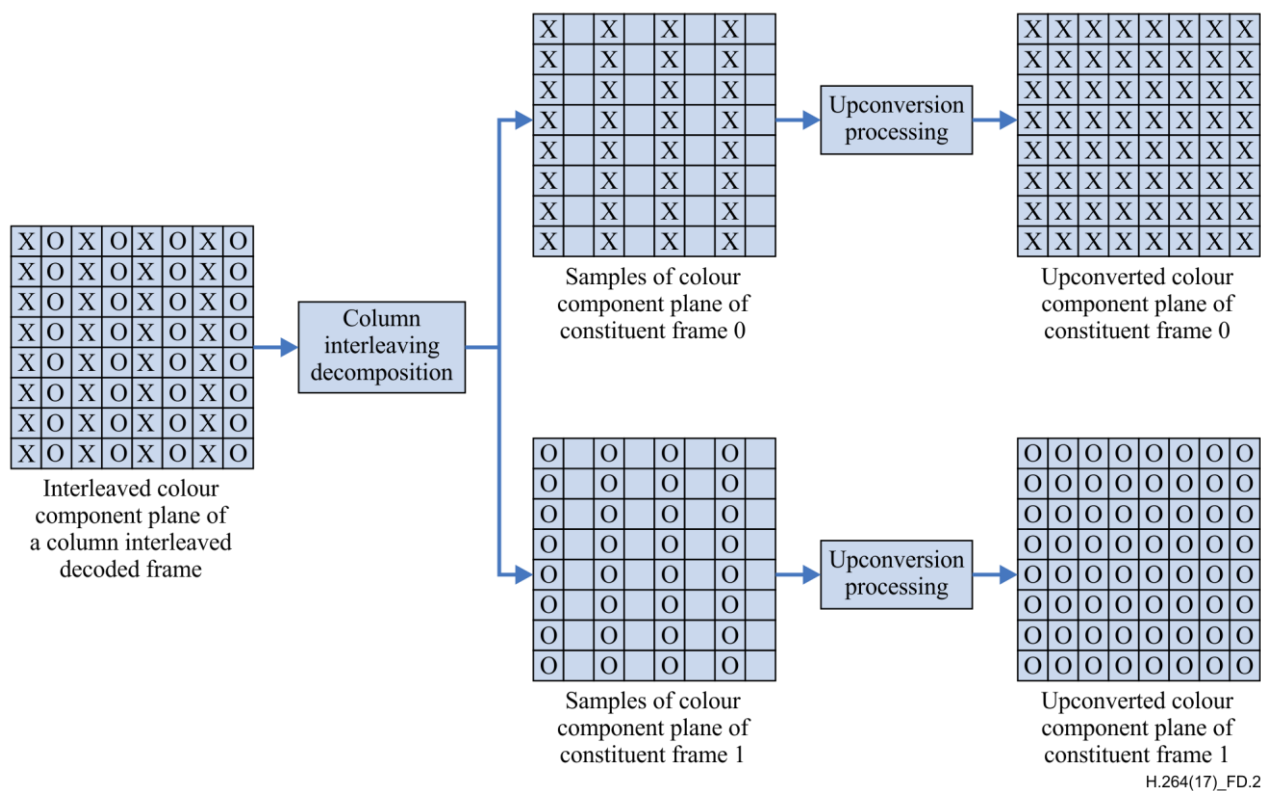 X O X O X O X O
X O X O X O X O
X O X O X O X O
X O X O X O X O
X O X O X O X O
X O X O X O X O
X O X O X O X O
X O X O X O X O
Interleaved colour
component plane of
a column interleaved
decoded frame
Column
interleaving
decomposition
X X X X
X X X X
X X X X
X X X X
X X X X
X X X X
X X X X
X X X X
Samples of colour
component plane of
constituent frame 0
Upconversion
processing
X X X X X X X X
X X X X X X X X
X X X X X X X X
X X X X X X X X
X X X X X X X X
X X X X X X X X
X X X X X X X X
X X X X X X X X
Upconverted colour
component plane of
constituent frame 0
O O O O
O O O O
O O O O
O O O O
O O O O
O O O O
O O O O
O O O O
Samples of colour
component plane of
constituent frame 1
Upconversion
processing
O O O O O O O O
O O O O O O O O
O O O O O O O O
O O O O O O O O
O O O O O O O O
O O O O O O O O
O O O O O O O O
O O O O O O O O
Upconverted colour
component plane of
constituent frame 1
H.264(17)_FD.2